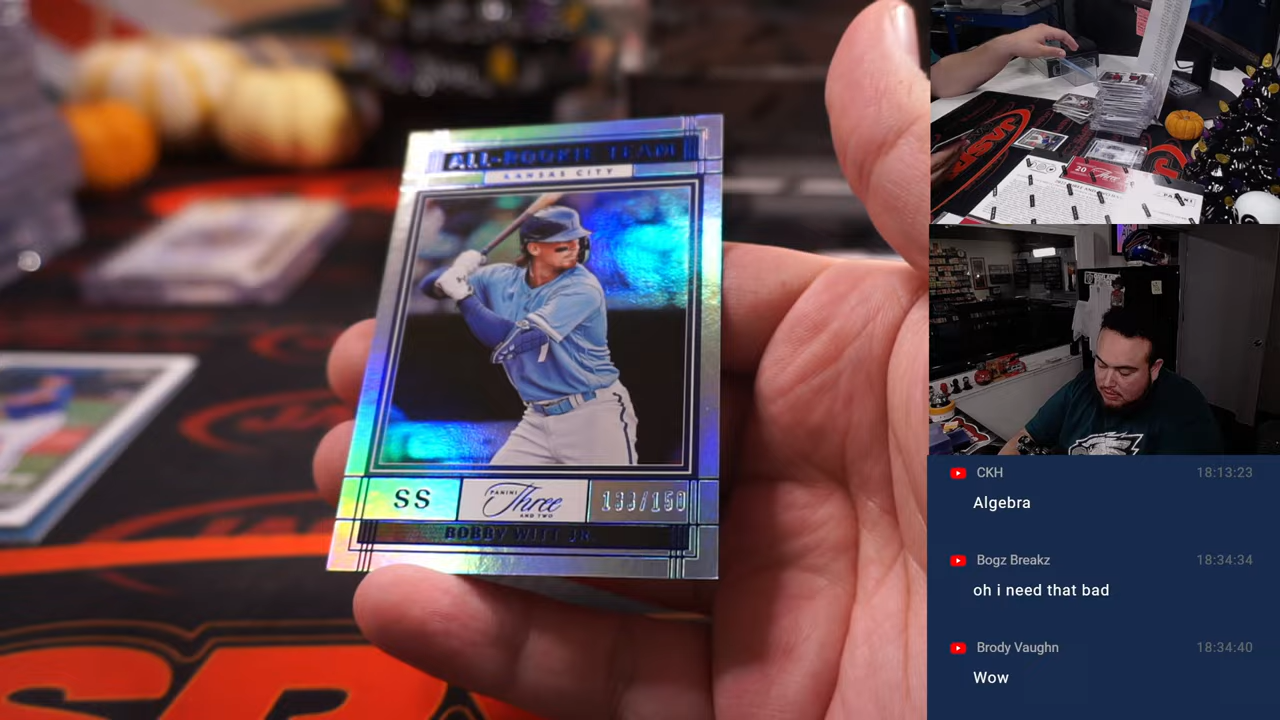 ALL-ROOKIE TEAM
KANSAS CITY
SS
PANINI
Three
AND TWO
133/150
BOBBY WITT JR.
CKH
18:13:23
Algebra
Bogz Breakz
18:34:34
oh i need that bad
Brody Vaughn
18:34:40
Wow